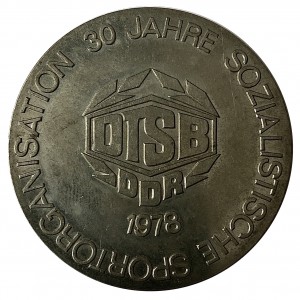 30 JAHRE SOZIALISTISCHE SPORTORGANISATION
DTSB
DDR
1978